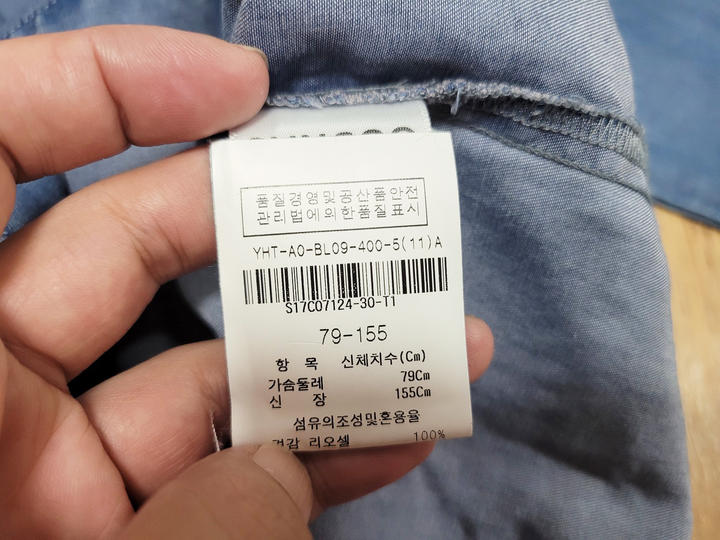 품질경영및공산품안전
관리법에의한품질표시
YHT-AO-BL09-400-5(11)A
S17C07124-30-T1
79-155
항 목 신체치수(Cm)
가슴둘레 79Cm
신 장 155Cm
섬유의조성및혼용율
겉감 리오셀 100%